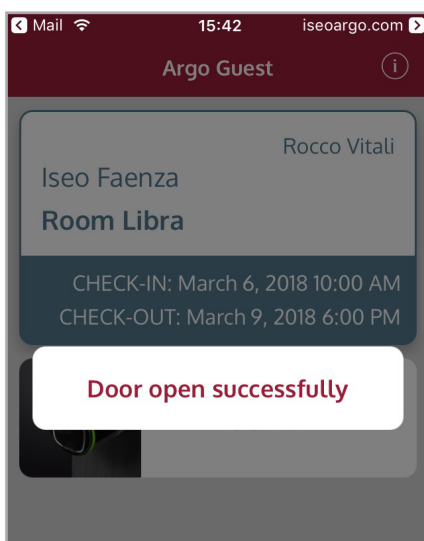 Mail 15:42 iseoargo.com
Argo Guest i
Rocco Vitali
Iseo Faenza
Room Libra
CHECK-IN: March 6, 2018 10:00 AM
CHECK-OUT: March 9, 2018 6:00 PM
Door open successfully